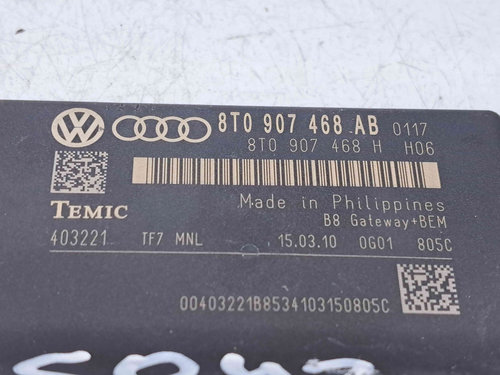 8T0 907 468 AB 0117
8T0 907 468 H H06
Made in Philippines
TEMIC
B8 Gateway+BEM
403221 TF7 MNL 15.03.10 0G01 805C
00403221B8534103150805C